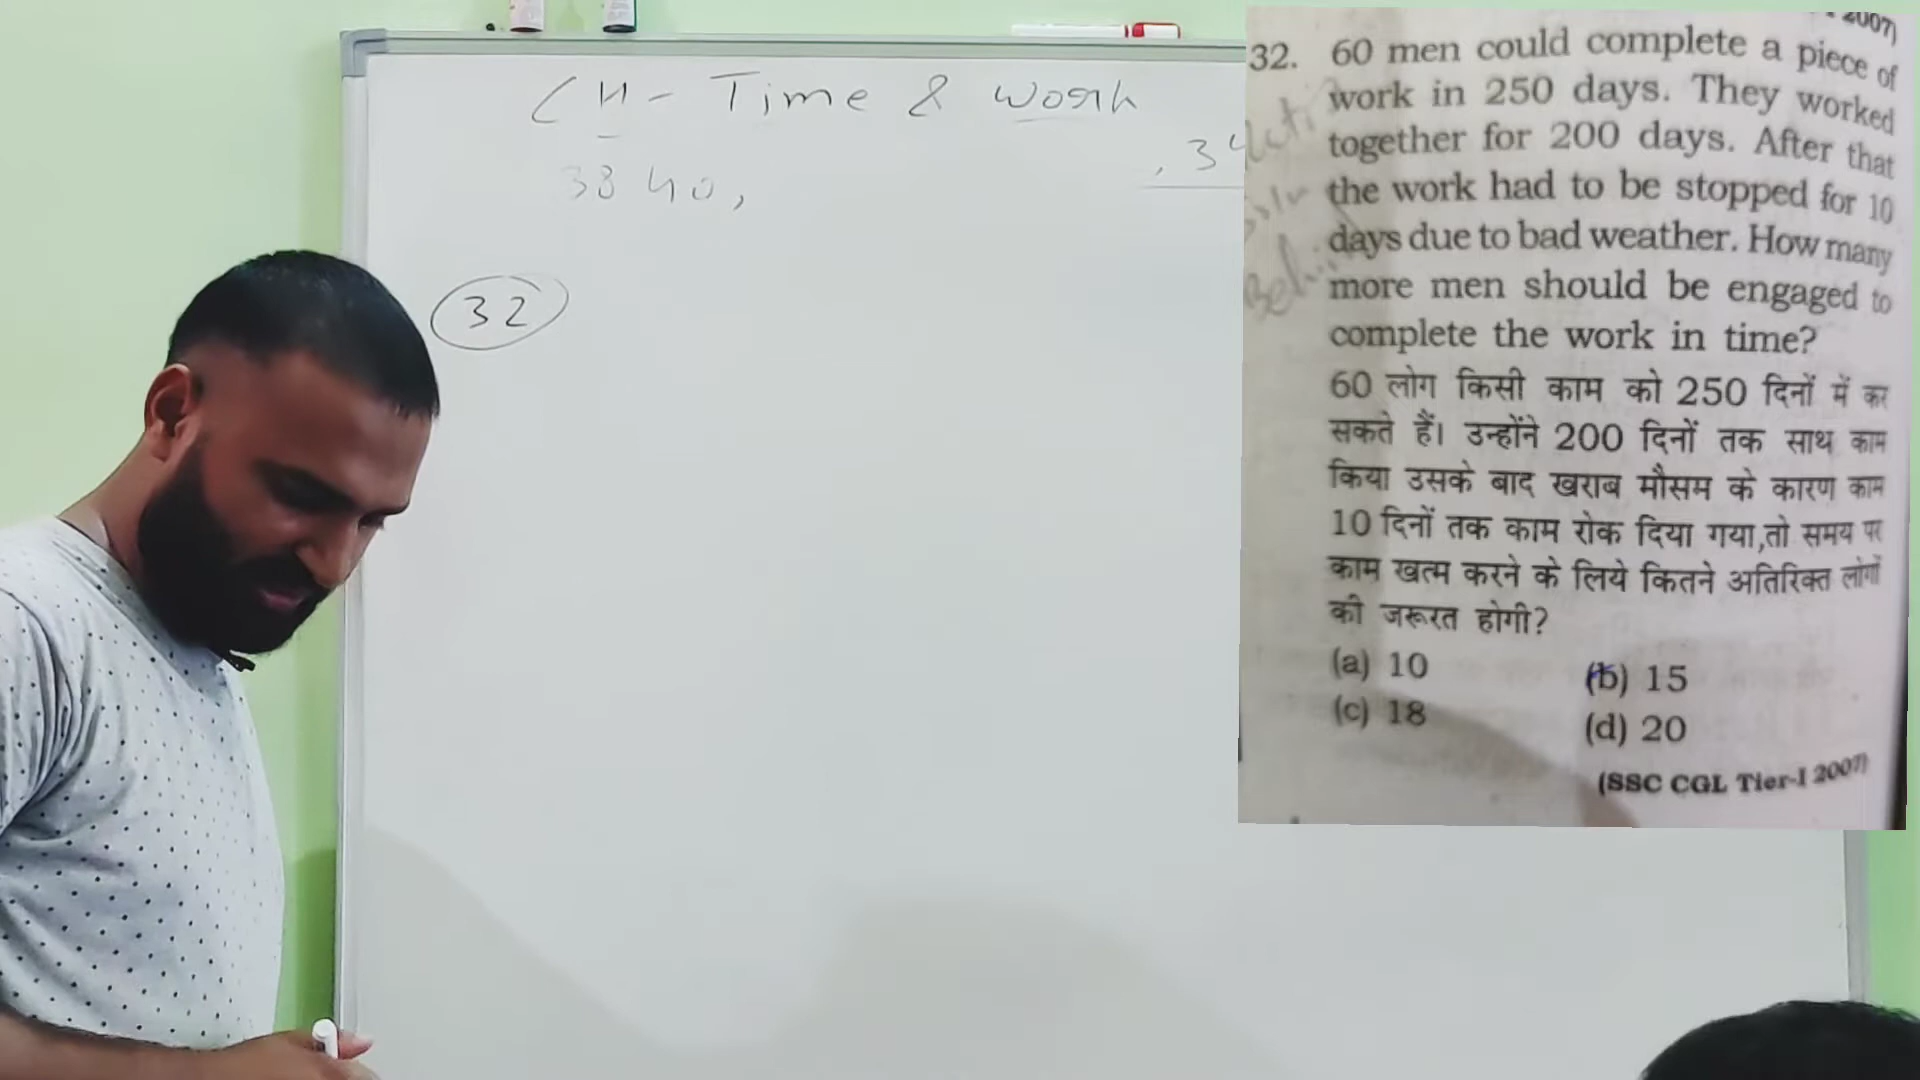 CH - Time & Work
38 40,
, 34
32
2007)
32. 60 men could complete a piece of
work in 250 days. They worked
together for 200 days. After that
the work had to be stopped for 10
days due to bad weather. How many
more men should be engaged to
complete the work in time?
60 लोग किसी काम को 250 दिनों में कर
सकते हैं। उन्होंने 200 दिनों तक साथ काम
किया उसके बाद खराब मौसम के कारण काम
10 दिनों तक काम रोक दिया गया,तो समय पर
काम खत्म करने के लिये कितने अतिरिक्त लोगों
की जरूरत होगी?
(a) 10 (b) 15
(c) 18 (d) 20
(SSC CGL Tier-I 2007)